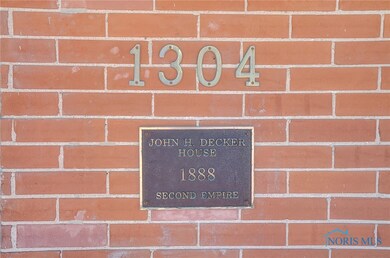 1304
JOHN H. DECKER
HOUSE
1888
SECOND EMPIRE
NORIS MLS